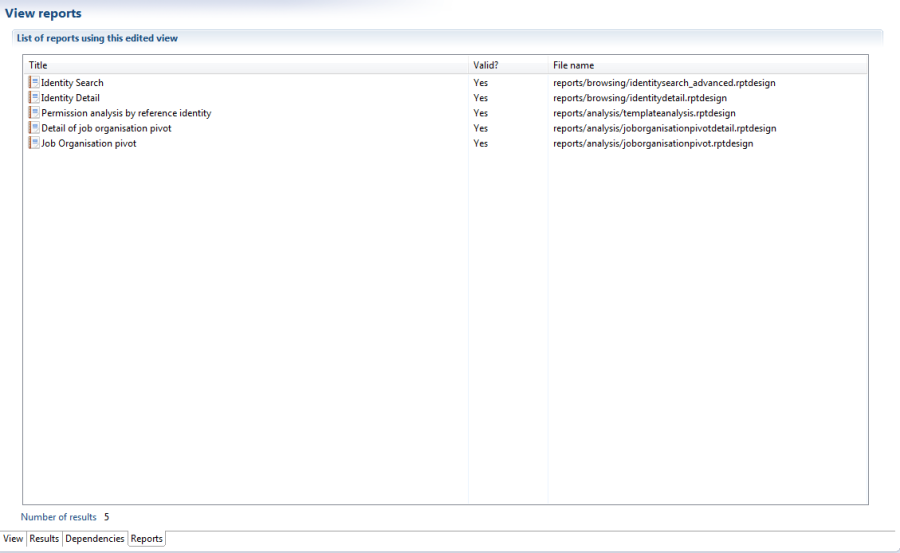 View reports
List of reports using this edited view
Title Valid? File name
Identity Search Yes reports/browsing/identitysearch_advanced.rptdesign
Identity Detail Yes reports/browsing/identitydetail.rptdesign
Permission analysis by reference identity Yes reports/analysis/templateanalysis.rptdesign
Detail of job organisation pivot Yes reports/analysis/joborganisationpivotdetail.rptdesign
Job Organisation pivot Yes reports/analysis/joborganisationpivot.rptdesign
Number of results 5
View Results Dependencies Reports